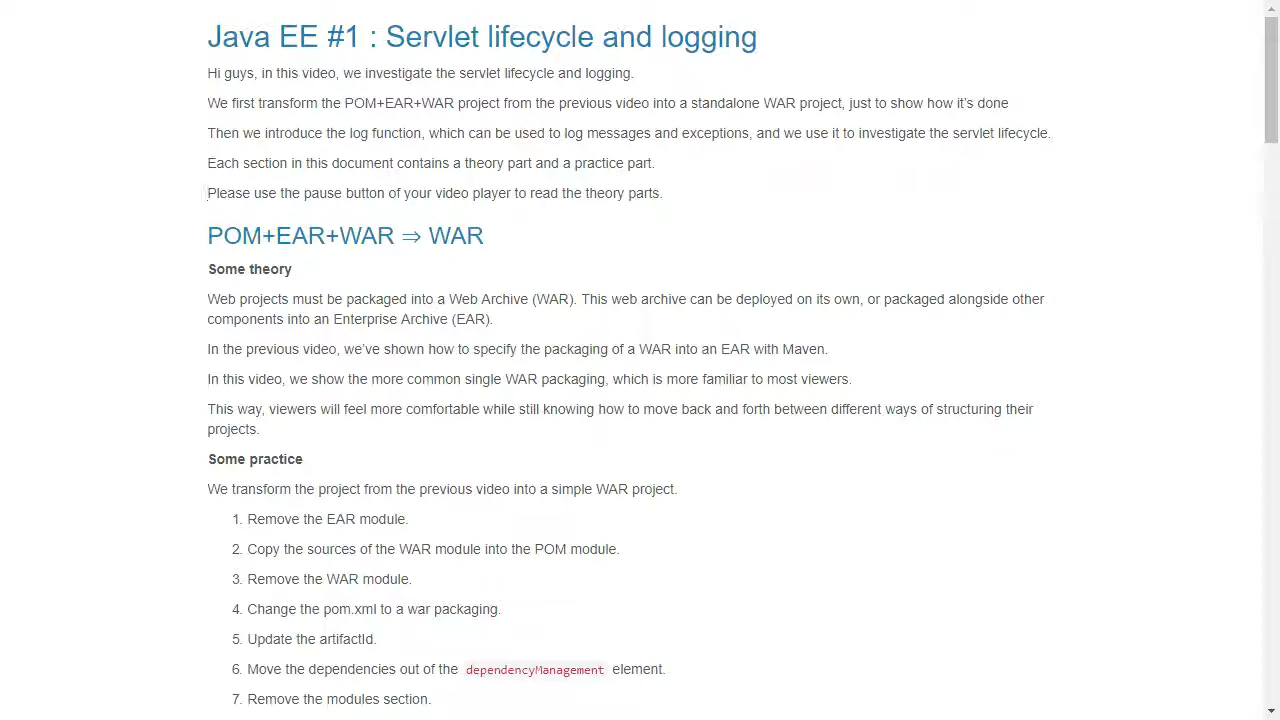 Java EE #1 : Servlet lifecycle and logging
Hi guys, in this video, we investigate the servlet lifecycle and logging.
We first transform the POM+EAR+WAR project from the previous video into a standalone WAR project, just to show how it’s done
Then we introduce the log function, which can be used to log messages and exceptions, and we use it to investigate the servlet lifecycle.
Each section in this document contains a theory part and a practice part.
Please use the pause button of your video player to read the theory parts.
POM+EAR+WAR ⇒ WAR
Some theory
Web projects must be packaged into a Web Archive (WAR). This web archive can be deployed on its own, or packaged alongside other
components into an Enterprise Archive (EAR).
In the previous video, we’ve shown how to specify the packaging of a WAR into an EAR with Maven.
In this video, we show the more common single WAR packaging, which is more familiar to most viewers.
This way, viewers will feel more comfortable while still knowing how to move back and forth between different ways of structuring their
projects.
Some practice
We transform the project from the previous video into a simple WAR project.
1. Remove the EAR module.
2. Copy the sources of the WAR module into the POM module.
3. Remove the WAR module.
4. Change the pom.xml to a war packaging.
5. Update the artifactId.
6. Move the dependencies out of the dependencyManagement element.
7. Remove the modules section.